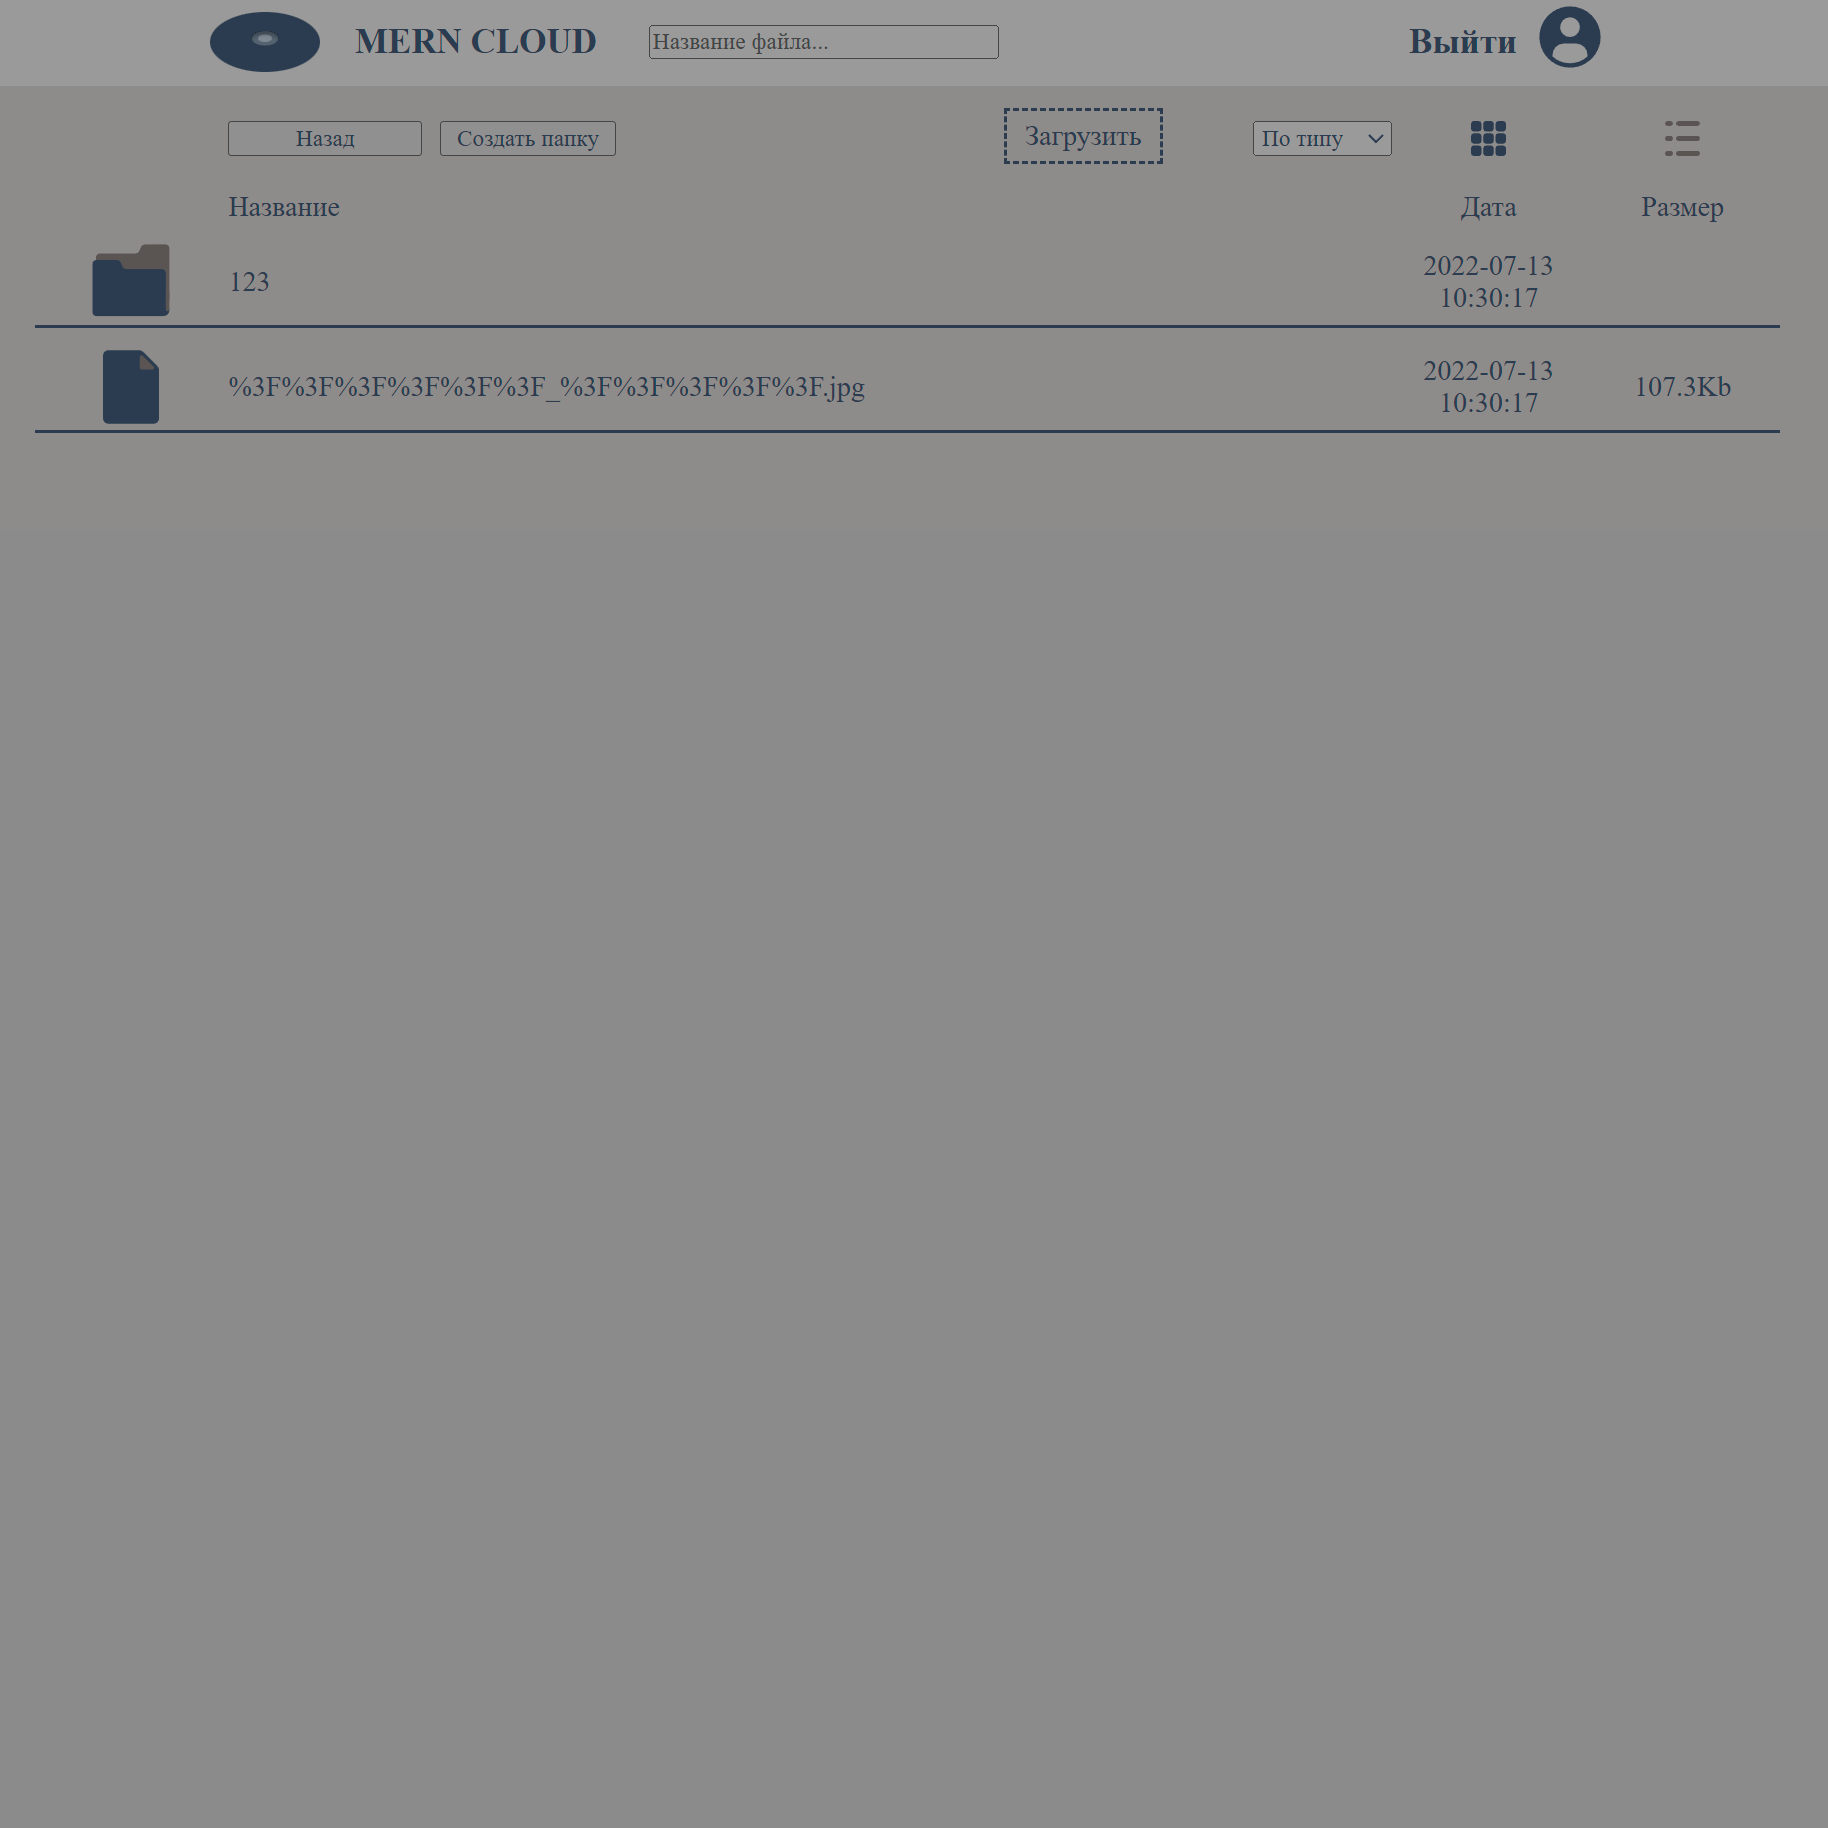 MERN CLOUD
Название файла...
Выйти
Назад
Создать папку
Загрузить
По типу
Название
Дата
Размер
123
2022-07-13
10:30:17
%3F%3F%3F%3F%3F%3F_%3F%3F%3F%3F%3F.jpg
2022-07-13
10:30:17
107.3Kb